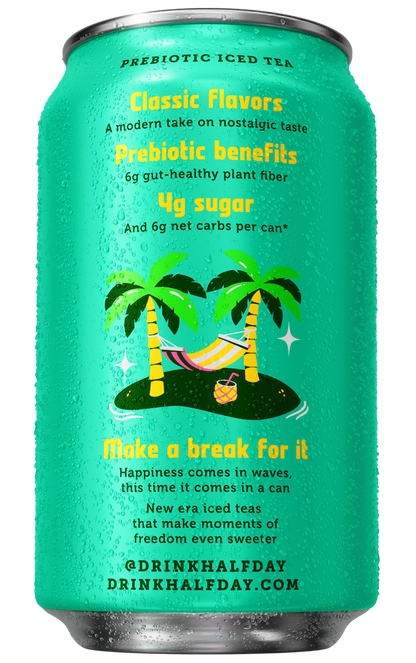 PREBIOTIC ICED TEA
Classic flavors
A modern take on nostalgic taste
Prebiotic benefits
6g gut-healthy plant fiber
4g sugar
And 6g net carbs per can*
Make a break for it
Happiness comes in waves,
this time it comes in a can
New era iced teas
that make moments of
freedom even sweeter
@DRINKHALFDAY
DRINKHALFDAY.COM